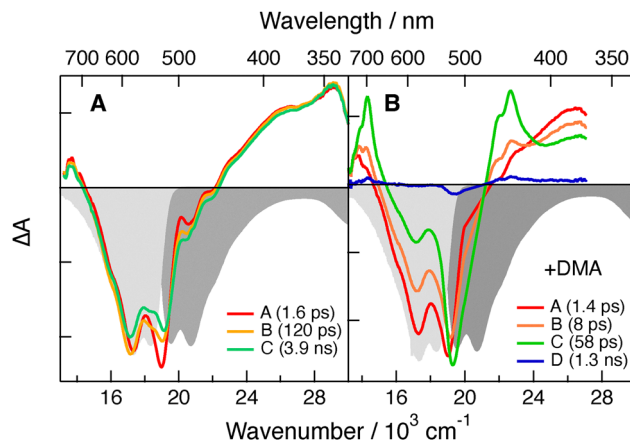 Wavelength / nm
700 600 500 400 350
700 600 500 400 350
A
B
ΔA
A (1.6 ps)
B (120 ps)
C (3.9 ns)
+DMA
A (1.4 ps)
B (8 ps)
C (58 ps)
D (1.3 ns)
16 20 24 28
16 20 24 28
Wavenumber / 10³ cm⁻¹